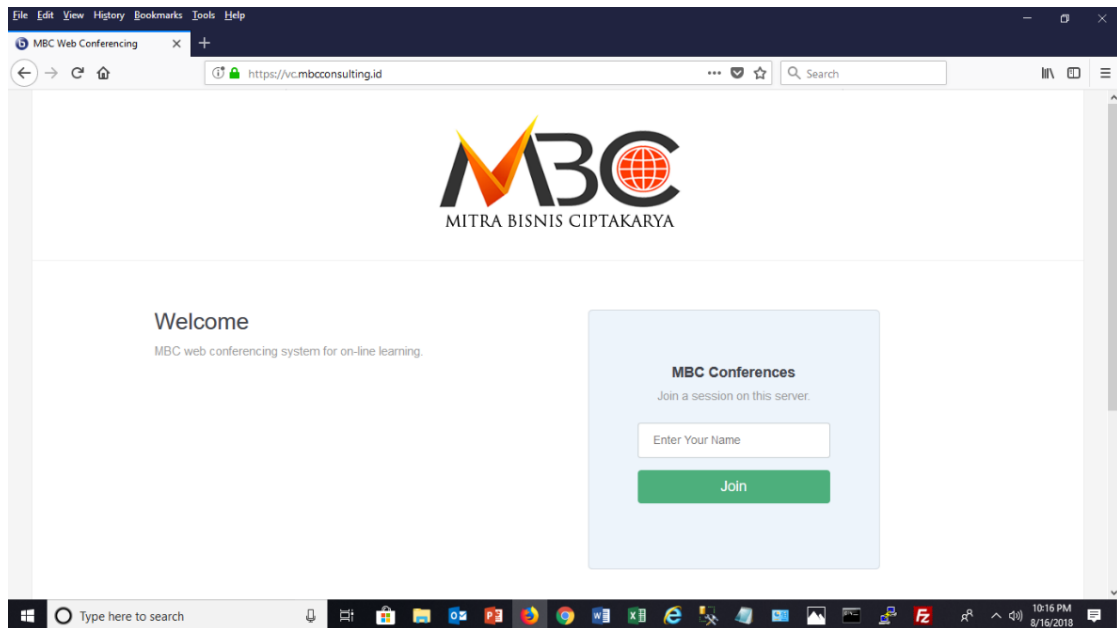 File Edit View History Bookmarks Tools Help
MBC Web Conferencing
https://vc.mbcconsulting.id
Search
MBC
MITRA BISNIS CIPTAKARYA
Welcome
MBC web conferencing system for on-line learning.
MBC Conferences
Join a session on this server.
Enter Your Name
Join
Type here to search
10:16 PM
8/16/2018